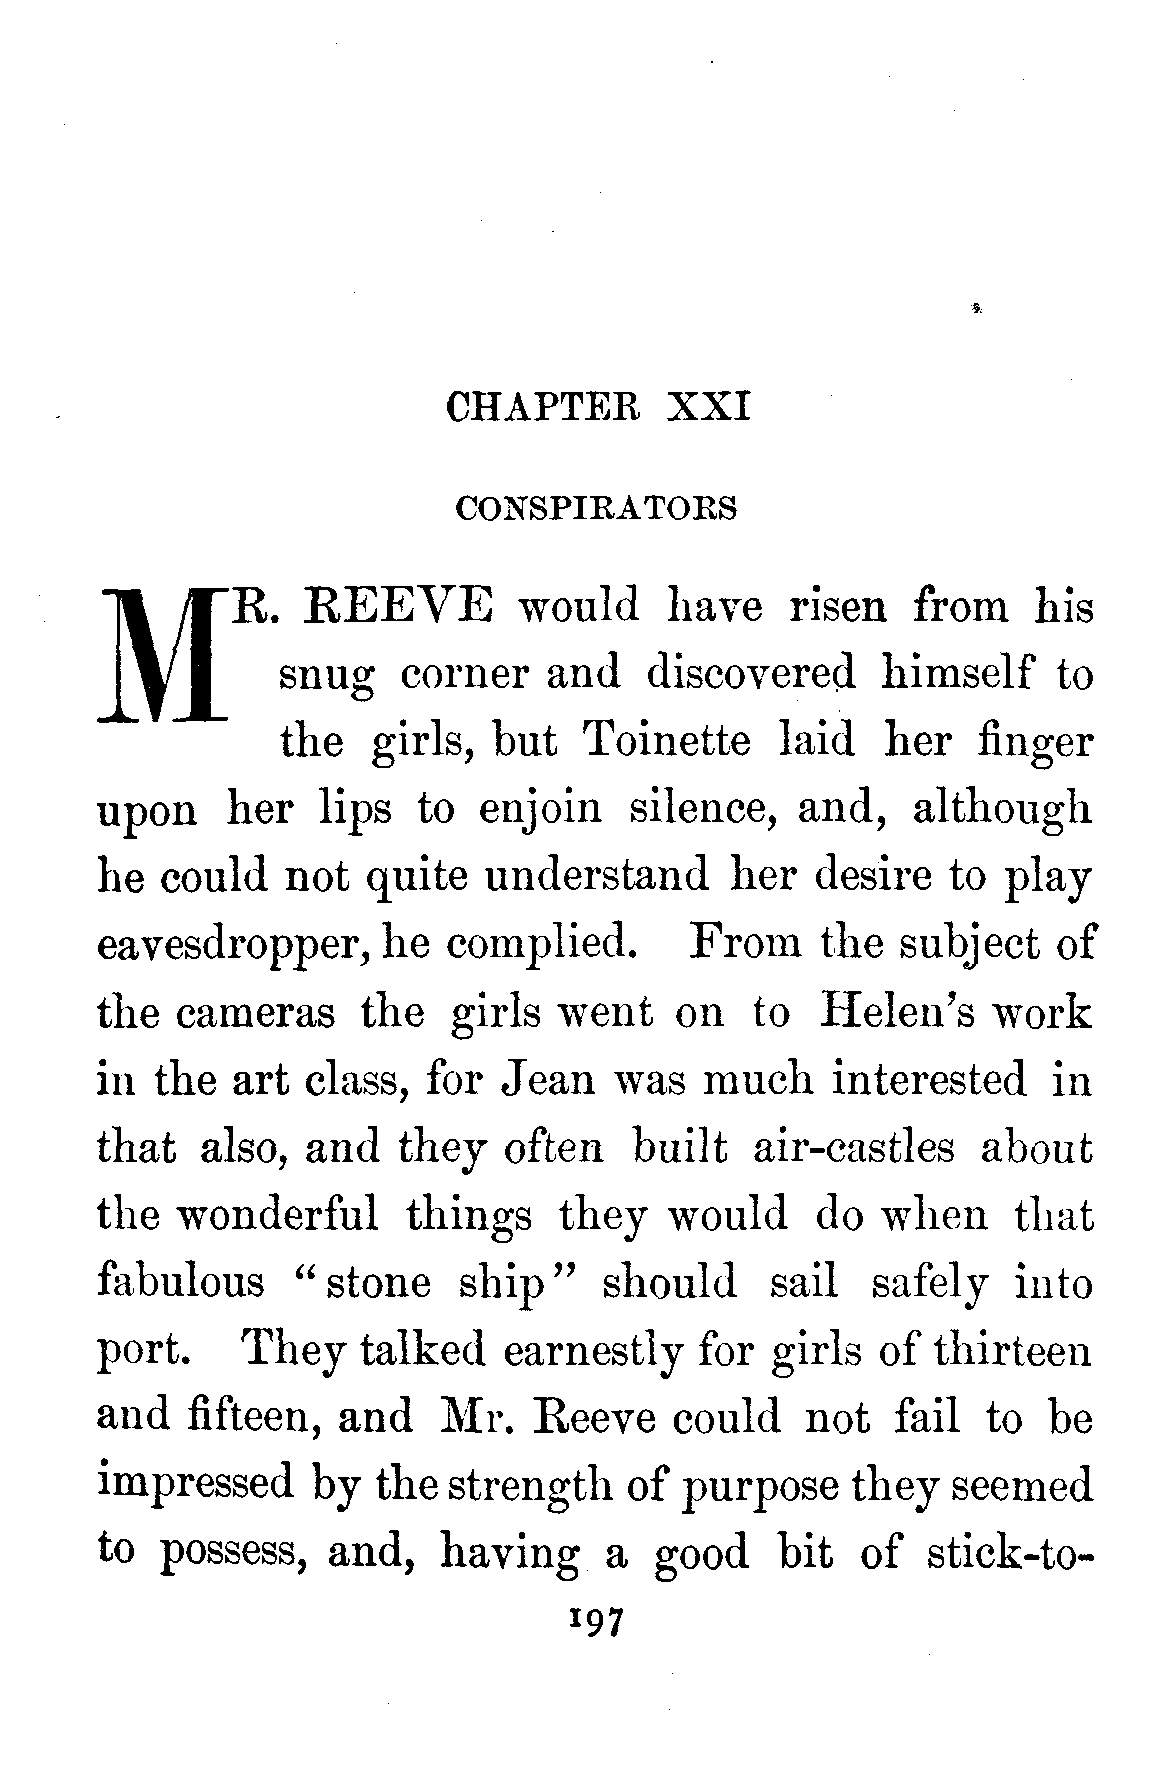 CHAPTER XXI
CONSPIRATORS
MR. REEVE would have risen from his
snug corner and discovered himself to
the girls, but Toinette laid her finger
upon her lips to enjoin silence, and, although
he could not quite understand her desire to play
eavesdropper, he complied. From the subject of
the cameras the girls went on to Helen's work
in the art class, for Jean was much interested in
that also, and they often built air-castles about
the wonderful things they would do when that
fabulous "stone ship" should sail safely into
port. They talked earnestly for girls of thirteen
and fifteen, and Mr. Reeve could not fail to be
impressed by the strength of purpose they seemed
to possess, and, having a good bit of stick-to-
197